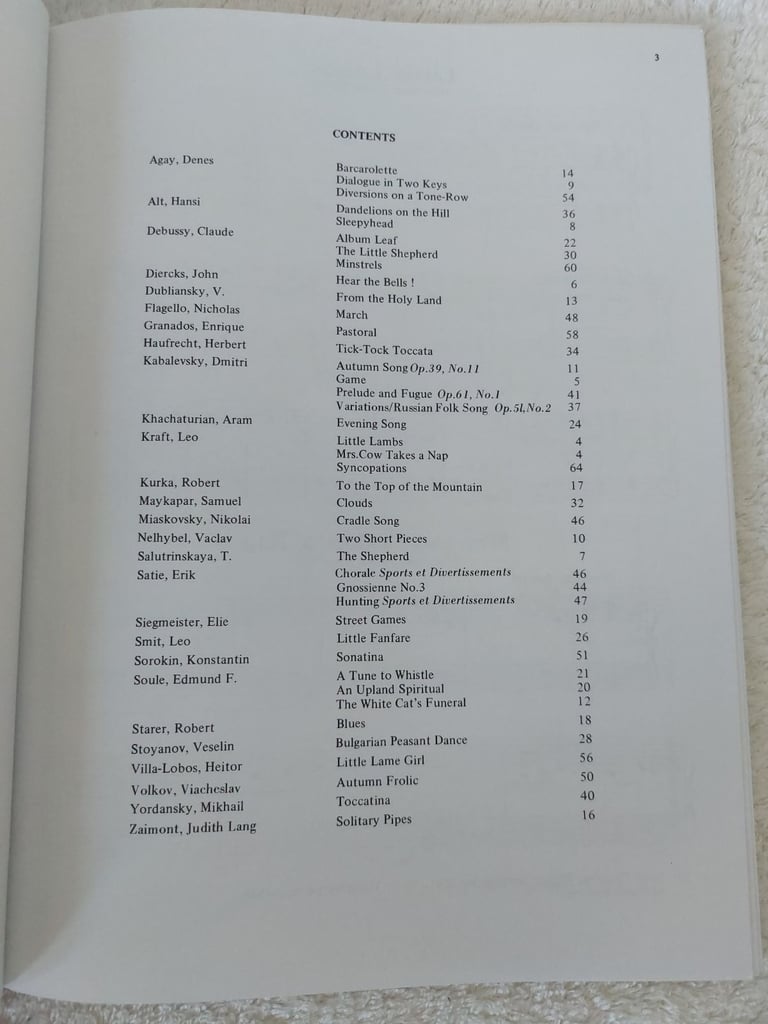 3
CONTENTS
Agay, Denes
Barcarolette 14
Dialogue in Two Keys 9
Diversions on a Tone-Row 54
Alt, Hansi
Dandelions on the Hill 36
Sleepyhead 8
Debussy, Claude
Album Leaf 22
The Little Shepherd 30
Minstrels 60
Diercks, John Hear the Bells ! 6
Dubliansky, V. From the Holy Land 13
Flagello, Nicholas March 48
Granados, Enrique Pastoral 58
Haufrecht, Herbert Tick-Tock Toccata 34
Kabalevsky, Dmitri Autumn Song Op.39, No.11 11
Game 5
Prelude and Fugue Op.61, No.1 41
Variations/Russian Folk Song Op.51,No.2 37
Khachaturian, Aram Evening Song 24
Kraft, Leo Little Lambs 4
Mrs.Cow Takes a Nap 4
Syncopations 64
Kurka, Robert To the Top of the Mountain 17
Maykapar, Samuel Clouds 32
Miaskovsky, Nikolai Cradle Song 46
Nelhybel, Vaclav Two Short Pieces 10
Salutrinskaya, T. The Shepherd 7
Satie, Erik Chorale Sports et Divertissements 46
Gnossienne No.3 44
Hunting Sports et Divertissements 47
Siegmeister, Elie Street Games 19
Smit, Leo Little Fanfare 26
Sorokin, Konstantin Sonatina 51
Soule, Edmund F. A Tune to Whistle 21
An Upland Spiritual 20
The White Cat's Funeral 12
Starer, Robert Blues 18
Stoyanov, Veselin Bulgarian Peasant Dance 28
Villa-Lobos, Heitor Little Lame Girl 56
Volkov, Viacheslav Autumn Frolic 50
Yordansky, Mikhail Toccatina 40
Zaimont, Judith Lang Solitary Pipes 16